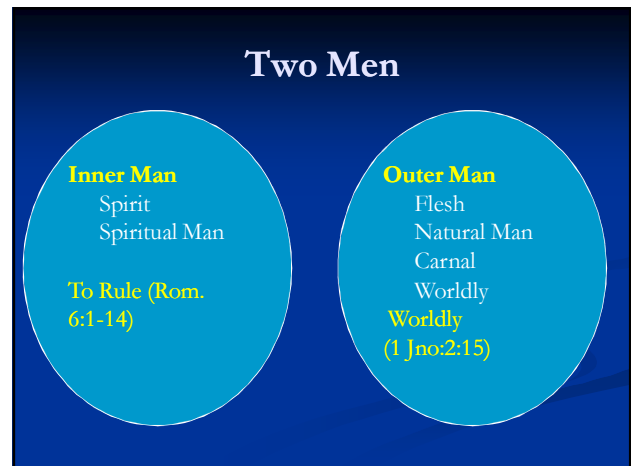 Two Men
Inner Man
Spirit
Spiritual Man
To Rule (Rom.
6:1-14)
Outer Man
Flesh
Natural Man
Carnal
Worldly
Worldly
(1 Jno:2:15)